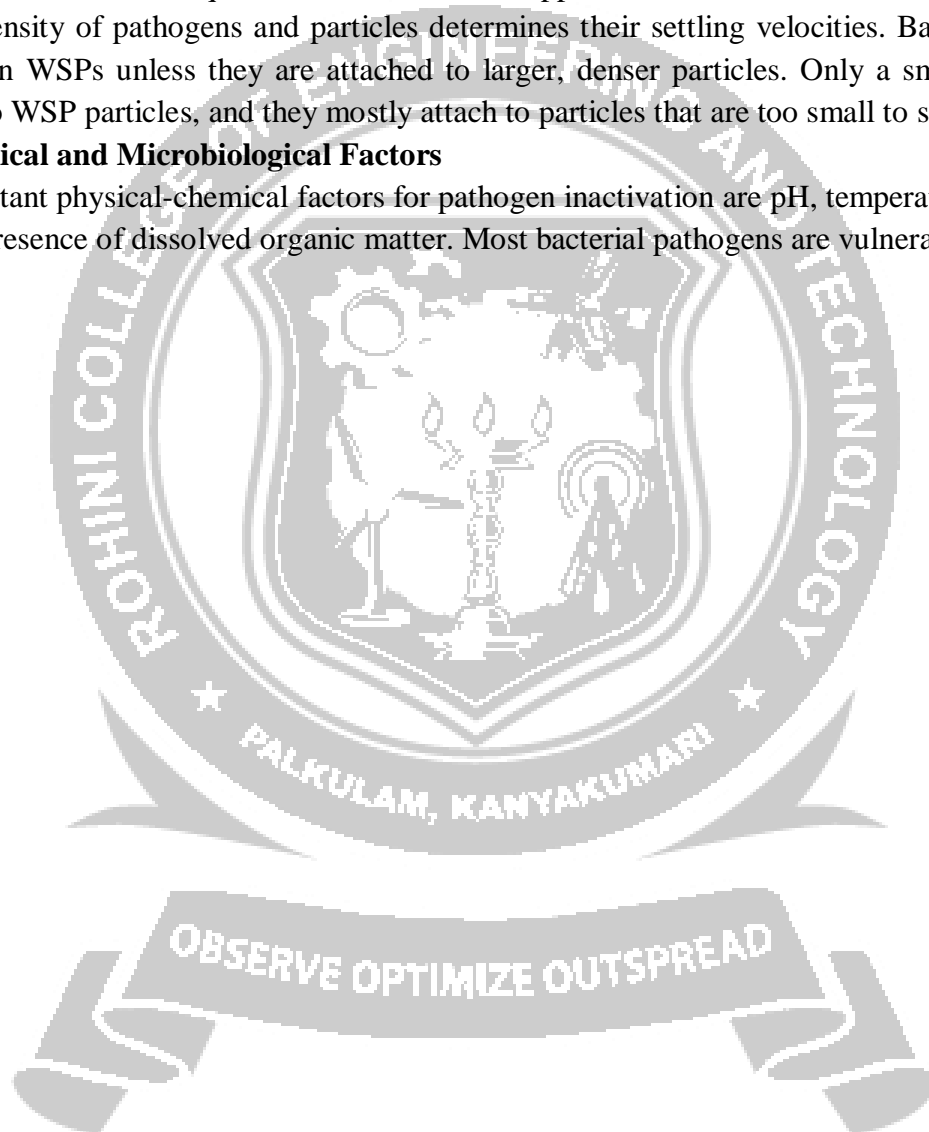 ensity of pathogens and particles determines their settling velocities. Ba
n WSPs unless they are attached to larger, denser particles. Only a sm
o WSP particles, and they mostly attach to particles that are too small to s
ical and Microbiological Factors
tant physical-chemical factors for pathogen inactivation are pH, tempera
resence of dissolved organic matter. Most bacterial pathogens are vulnera
ROHINI COLLEGE OF ENGINEERING AND TECHNOLOGY
PALKULAM, KANYAKUMARI
OBSERVE OPTIMIZE OUTSPREAD